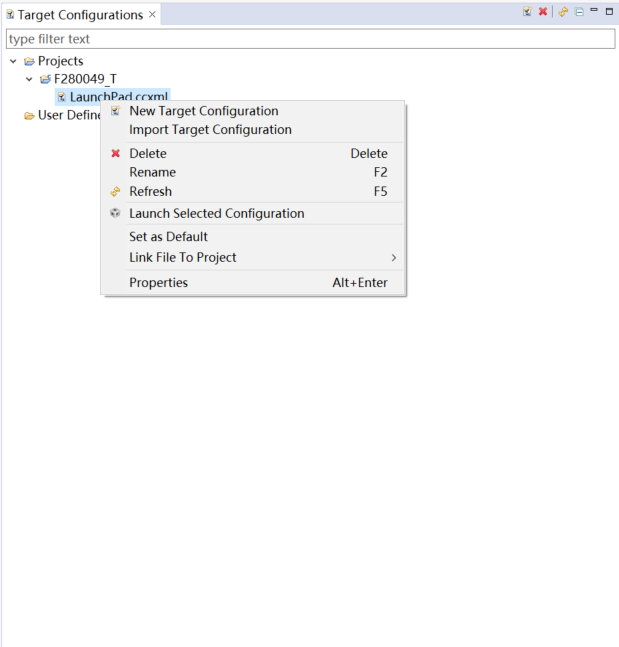 Target Configurations
type filter text
Projects
F280049_T
LaunchPad.ccxml
User Define
New Target Configuration
Import Target Configuration
Delete Delete
Rename F2
Refresh F5
Launch Selected Configuration
Set as Default
Link File To Project
Properties Alt+Enter